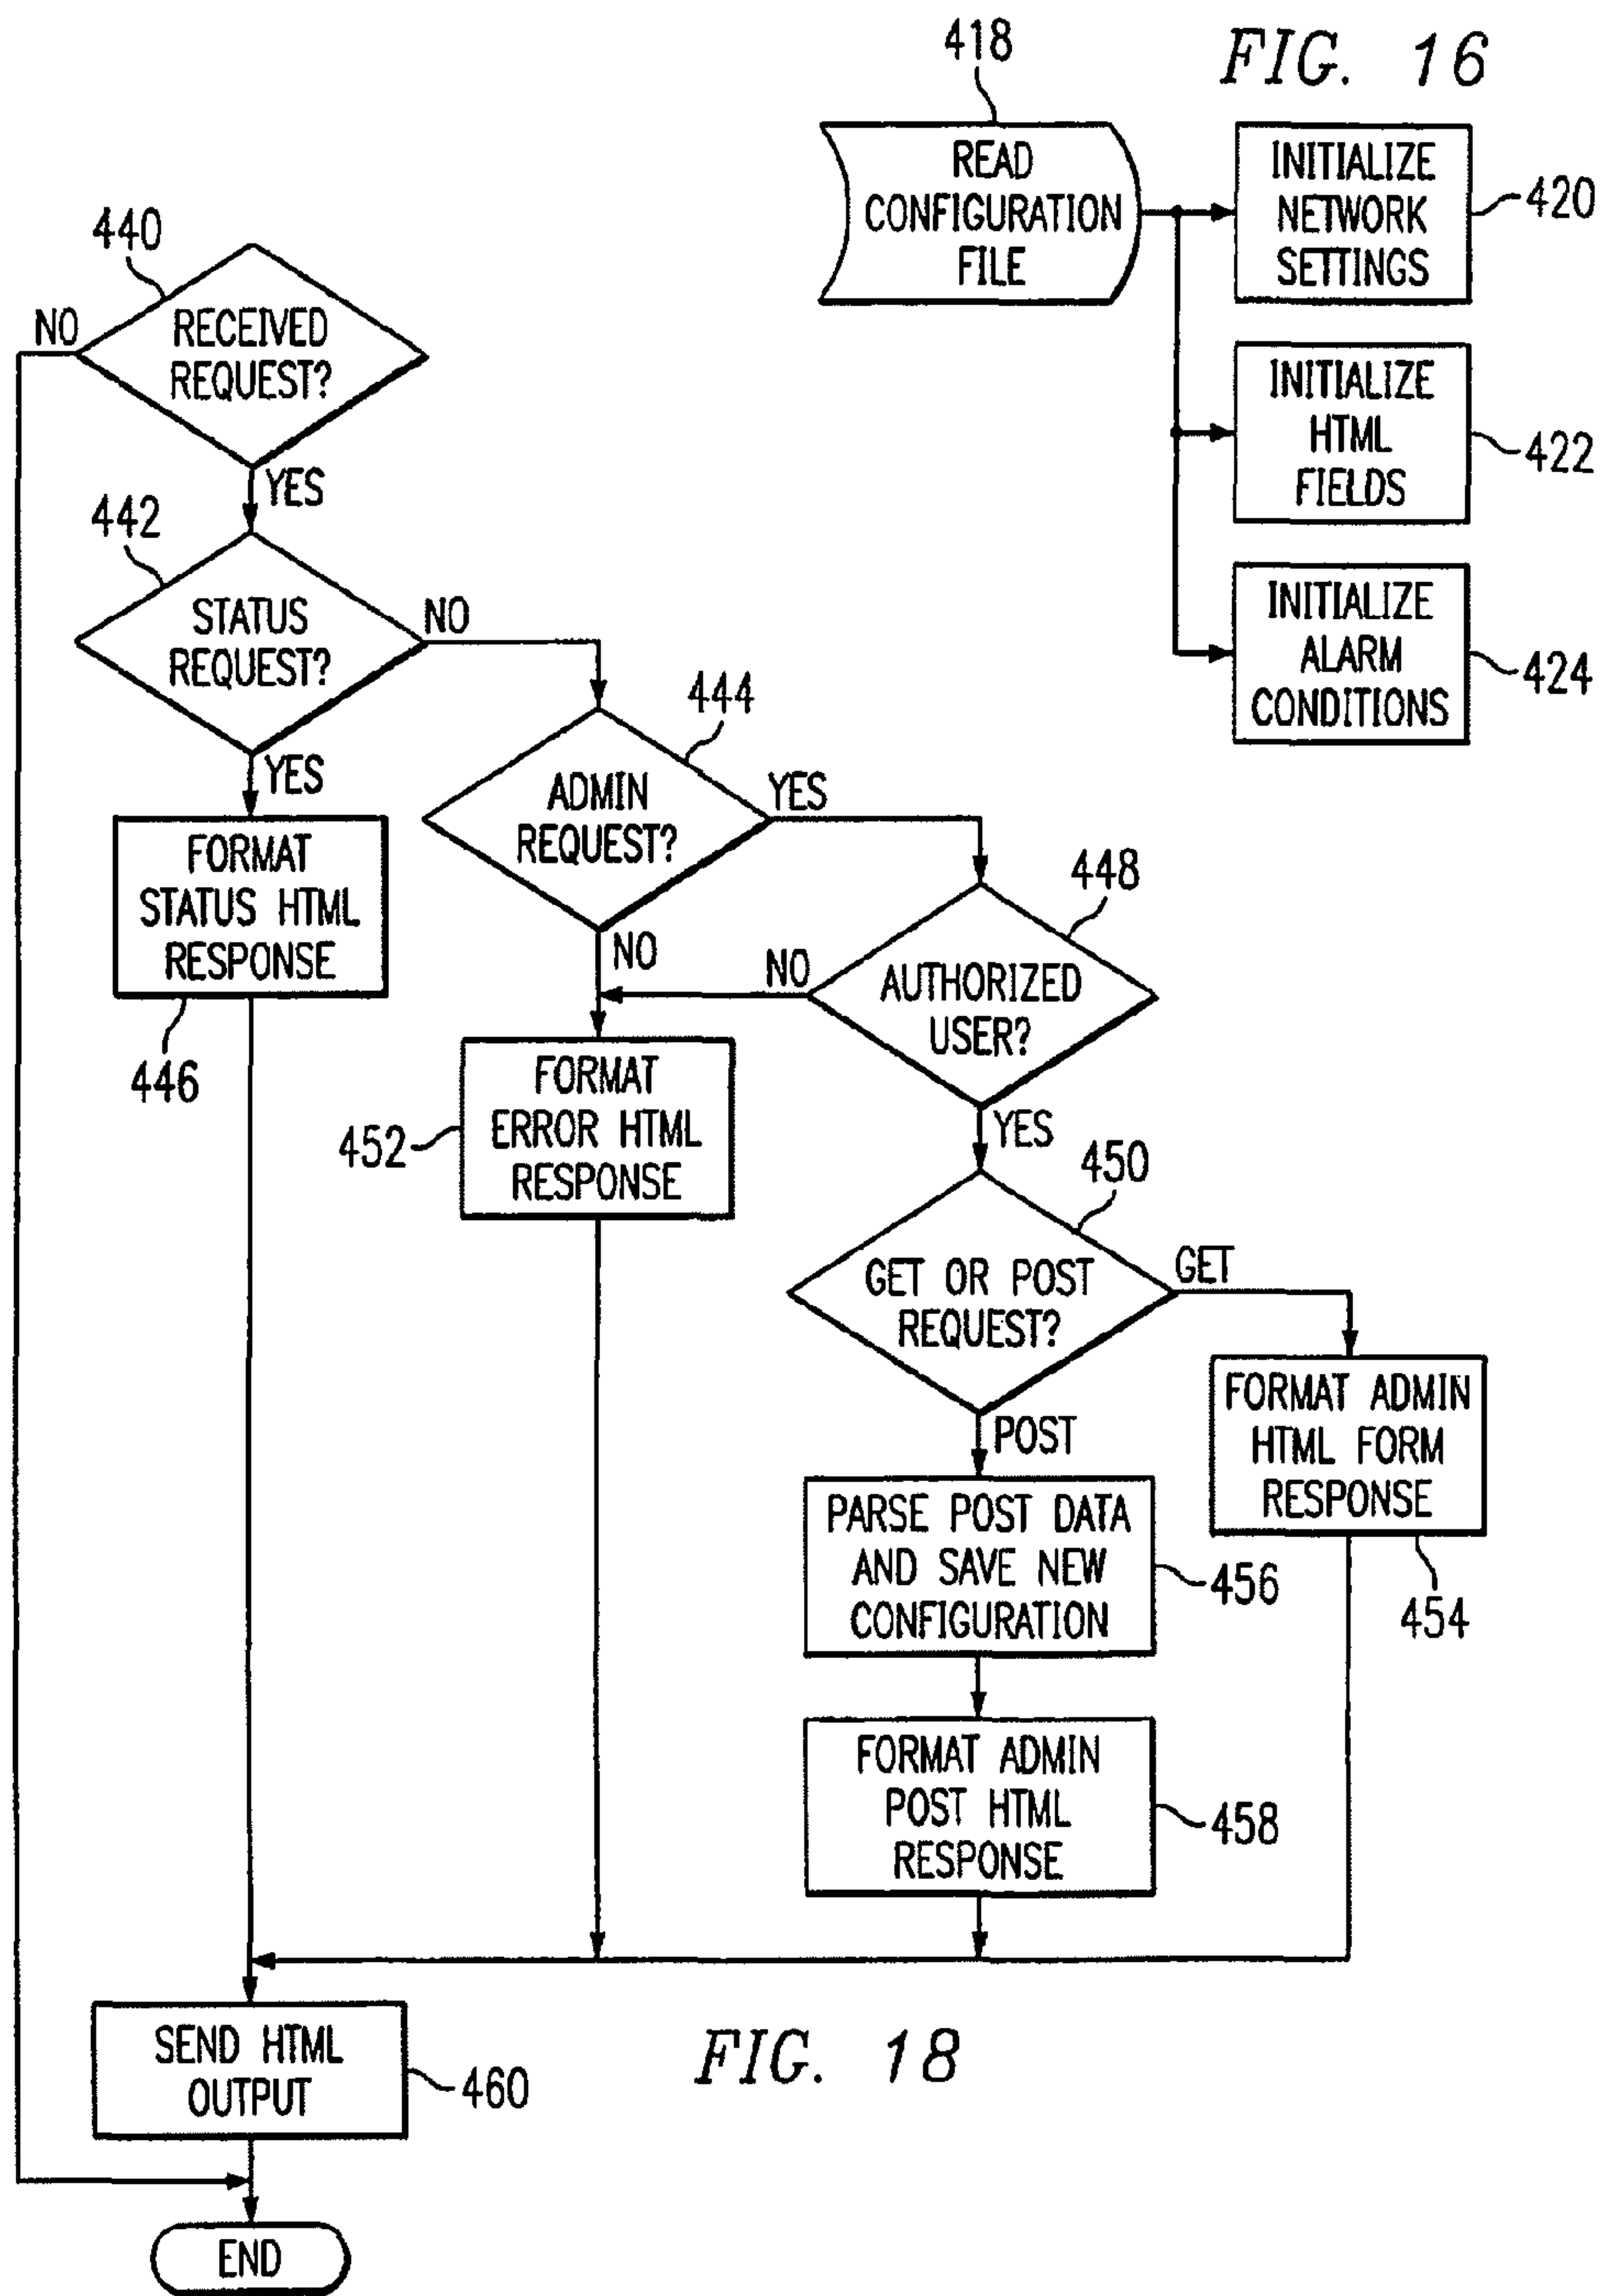 418
FIG. 16
READ
CONFIGURATION
FILE
INITIALIZE
NETWORK
SETTINGS
420
INITIALIZE
HTML
FIELDS
422
INITIALIZE
ALARM
CONDITIONS
424
440
NO
RECEIVED
REQUEST?
YES
442
STATUS
REQUEST?
NO
YES
444
ADMIN
REQUEST?
YES
NO
FORMAT
STATUS HTML
RESPONSE
446
448
AUTHORIZED
USER?
NO
YES
FORMAT
ERROR HTML
RESPONSE
452
450
GET OR POST
REQUEST?
GET
POST
FORMAT ADMIN
HTML FORM
RESPONSE
454
PARSE POST DATA
AND SAVE NEW
CONFIGURATION
456
FORMAT ADMIN
POST HTML
RESPONSE
458
SEND HTML
OUTPUT
460
FIG. 18
END